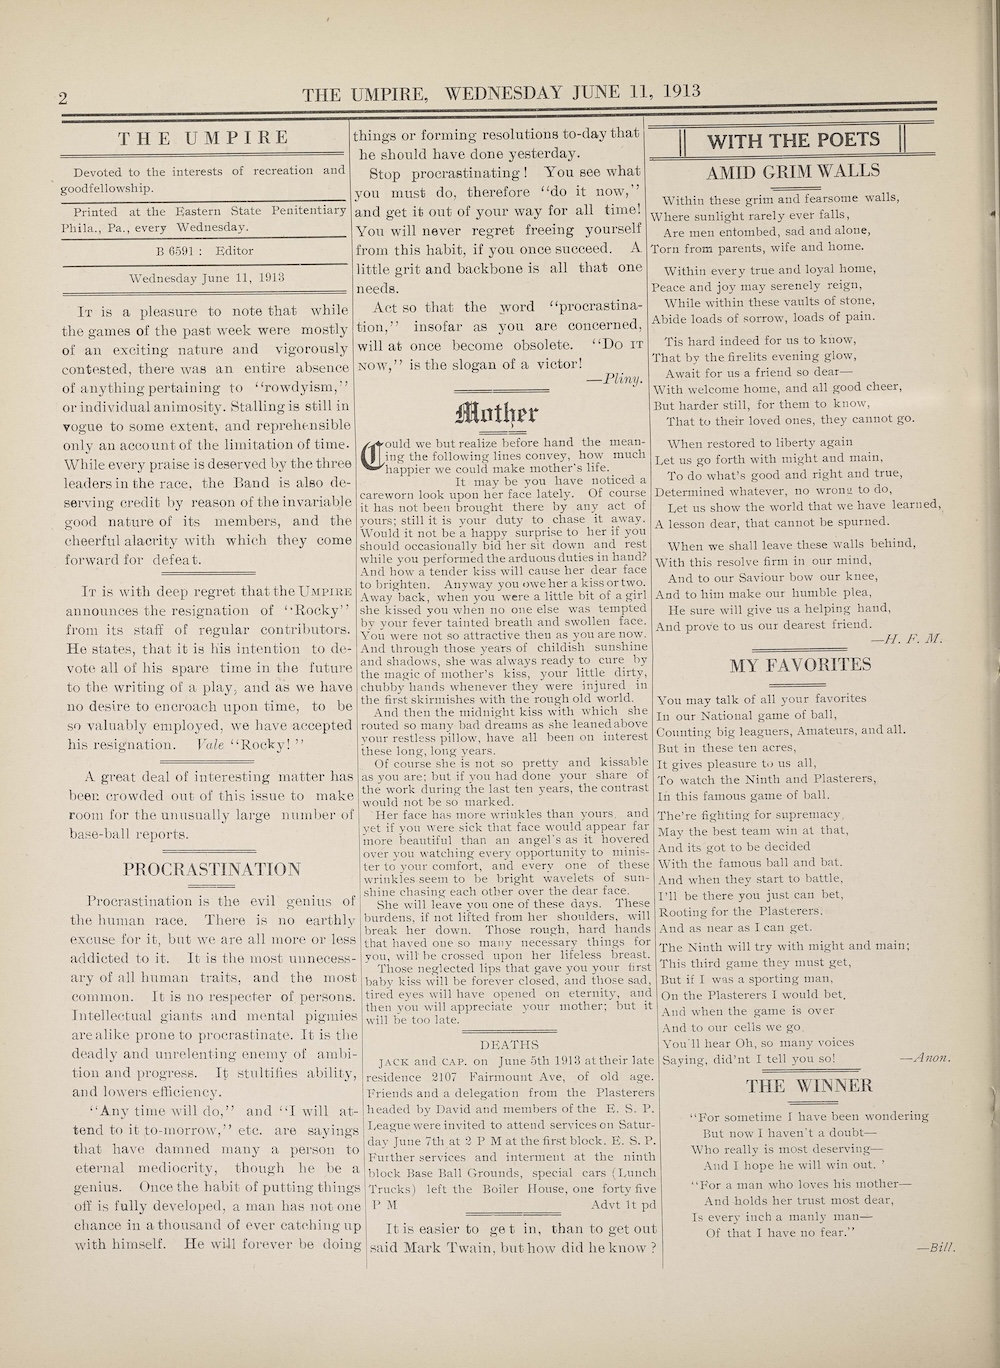 2
THE UMPIRE, WEDNESDAY JUNE 11, 1913
THE UMPIRE
Devoted to the interests of recreation and
goodfellowship.
Printed at the Eastern State Penitentiary
Phila., Pa., every Wednesday.
B 6591 : Editor
Wednesday June 11, 1913
IT is a pleasure to note that while
the games of the past week were mostly
of an exciting nature and vigorously
contested, there was an entire absence
of anything pertaining to “rowdyism,”
or individual animosity. Stalling is still in
vogue to some extent, and reprehensible
only an account of the limitation of time.
While every praise is deserved by the three
leaders in the race, the Band is also de-
serving credit by reason of the invariable
good nature of its members, and the
cheerful alacrity with which they come
forward for defeat.
IT is with deep regret that the UMPIRE
announces the resignation of “Rocky”
from its staff of regular contributors.
He states, that it is his intention to de-
vote all of his spare time in the future
to the writing of a play, and as we have
no desire to encroach upon time, to be
so valuably employed, we have accepted
his resignation. Vale “Rocky!”
A great deal of interesting matter has
been crowded out of this issue to make
room for the unusually large number of
base-ball reports.
PROCRASTINATION
Procrastination is the evil genius of
the human race. There is no earthly
excuse for it, but we are all more or less
addicted to it. It is the most unnecess-
ary of all human traits, and the most
common. It is no respecter of persons.
Intellectual giants and mental pigmies
are alike prone to procrastinate. It is the
deadly and unrelenting enemy of ambi-
tion and progress. It stultifies ability,
and lowers efficiency.
“Any time will do,” and “I will at-
tend to it to-morrow,” etc. are sayings
that have damned many a person to
eternal mediocrity, though he be a
genius. Once the habit of putting things
off is fully developed, a man has not one
chance in a thousand of ever catching up
with himself. He will forever be doing
things or forming resolutions to-day that
he should have done yesterday.
Stop procrastinating! You see what
you must do, therefore “do it now,”
and get it out of your way for all time!
You will never regret freeing yourself
from this habit, if you once succeed. A
little grit and backbone is all that one
needs.
Act so that the word “procrastina-
tion,” insofar as you are concerned,
will at once become obsolete. “DO IT
NOW,” is the slogan of a victor!
—Pliny.
Mother
Could we but realize before hand the mean-
ing the following lines convey, how much
happier we could make mother's life.
It may be you have noticed a
careworn look upon her face lately. Of course
it has not been brought there by any act of
yours; still it is your duty to chase it away.
Would it not be a happy surprise to her if you
should occasionally bid her sit down and rest
while you performed the arduous duties in hand?
And how a tender kiss will cause her dear face
to brighten. Anyway you owe her a kiss or two.
Away back, when you were a little bit of a girl
she kissed you when no one else was tempted
by your fever tainted breath and swollen face.
You were not so attractive then as you are now.
And through those years of childish sunshine
and shadows, she was always ready to cure by
the magic of mother's kiss, your little dirty,
chubby hands whenever they were injured in
the first skirmishes with the rough old world.
And then the midnight kiss with which she
routed so many bad dreams as she leaned above
your restless pillow, have all been on interest
these long, long years.
Of course she is not so pretty and kissable
as you are; but if you had done your share of
the work during the last ten years, the contrast
would not be so marked.
Her face has more wrinkles than yours, and
yet if you were sick that face would appear far
more beautiful than an angel's as it hovered
over you watching every opportunity to minis-
ter to your comfort, and every one of these
wrinkles seem to be bright wavelets of sun-
shine chasing each other over the dear face.
She will leave you one of these days. These
burdens, if not lifted from her shoulders, will
break her down. Those rough, hard hands
that haved one so many necessary things for
you, will be crossed upon her lifeless breast.
Those neglected lips that gave you your first
baby kiss will be forever closed, and those sad,
tired eyes will have opened on eternity, and
then you will appreciate your mother; but it
will be too late.
DEATHS
JACK and CAP. on June 5th 1913 at their late
residence 2107 Fairmount Ave, of old age.
Friends and a delegation from the Plasterers
headed by David and members of the E. S. P.
League were invited to attend services on Satur-
day June 7th at 2 P M at the first block. E. S. P.
Further services and interment at the ninth
block Base Ball Grounds, special cars (Lunch
Trucks) left the Boiler House, one forty five
P M Advt 1t pd
It is easier to get in, than to get out
said Mark Twain, but how did he know ?
WITH THE POETS
AMID GRIM WALLS
Within these grim and fearsome walls,
Where sunlight rarely ever falls,
Are men entombed, sad and alone,
Torn from parents, wife and home.
Within every true and loyal home,
Peace and joy may serenely reign,
While within these vaults of stone,
Abide loads of sorrow, loads of pain.
Tis hard indeed for us to know,
That by the firelits evening glow,
Await for us a friend so dear—
With welcome home, and all good cheer,
But harder still, for them to know,
That to their loved ones, they cannot go.
When restored to liberty again
Let us go forth with might and main,
To do what's good and right and true,
Determined whatever, no wrong to do,
Let us show the world that we have learned,
A lesson dear, that cannot be spurned.
When we shall leave these walls behind,
With this resolve firm in our mind,
And to our Saviour bow our knee,
And to him make our humble plea,
He sure will give us a helping hand,
And prove to us our dearest friend.
—H. F. M.
MY FAVORITES
You may talk of all your favorites
In our National game of ball,
Counting big leaguers, Amateurs, and all.
But in these ten acres,
It gives pleasure to us all,
To watch the Ninth and Plasterers,
In this famous game of ball.
The're fighting for supremacy,
May the best team win at that,
And its got to be decided
With the famous ball and bat.
And when they start to battle,
I'll be there you just can bet,
Rooting for the Plasterers.
And as near as I can get.
The Ninth will try with might and main;
This third game they must get,
But if I was a sporting man,
On the Plasterers I would bet.
And when the game is over
And to our cells we go
You'll hear Oh, so many voices
Saying, did'nt I tell you so! —Anon.
THE WINNER
“For sometime I have been wondering
But now I haven't a doubt—
Who really is most deserving—
And I hope he will win out. ’
“For a man who loves his mother—
And holds her trust most dear,
Is every inch a manly man—
Of that I have no fear.”
—Bill.